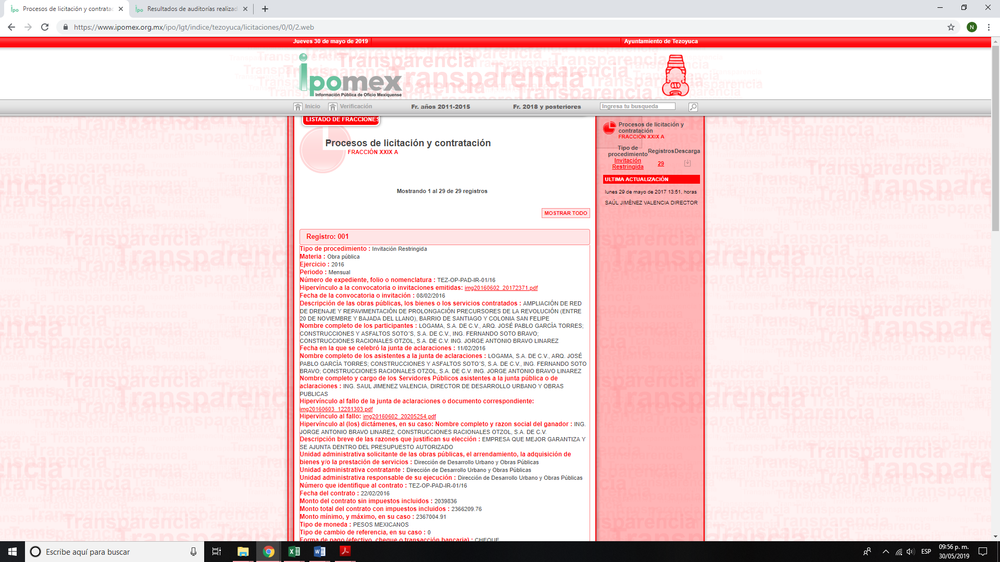 Procesos de licitación y contratac
Resultados de auditorías realizad
https://www.ipomex.org.mx/ipo/lgt/indice/tezoyuca/licitaciones/0/0/2.web
N
Jueves 30 de mayo de 2019
Ayuntamiento de Tezoyuca
ipomex
Información Pública de Oficio Mexiquense
Transparencia
Inicio
Verificación
Fr. años 2011-2015
Fr. 2018 y posteriores
Ingresa tu busqueda
LISTADO DE FRACCIONES
Procesos de licitación y contratación
FRACCIÓN XXIX A
Mostrando 1 al 29 de 29 registros
MOSTRAR TODO
Registro: 001
Tipo de procedimiento : Invitación Restringida
Materia : Obra pública
Ejercicio : 2016
Periodo : Mensual
Número de expediente, folio o nomenclatura : TEZ-OP-PAD-IR-01/16
Hipervínculo a la convocatoria o invitaciones emitidas: img20160602_20172371.pdf
Fecha de la convocatoria o invitación : 08/02/2016
Descripción de las obras públicas, los bienes o los servicios contratados : AMPLIACIÓN DE RED
DE DRENAJE Y REPAVIMENTACIÓN DE PROLONGACIÓN PRECURSORES DE LA REVOLUCIÓN (ENTRE
20 DE NOVIEMBRE Y BAJADA DEL LLANO), BARRIO DE SANTIAGO Y COLONIA SAN FELIPE
Nombre completo de los participantes : LOGAMA, S.A. DE C.V., ARQ. JOSÉ PABLO GARCÍA TORRES;
CONSTRUCCIONES Y ASFALTOS SOTO´S, S.A. DE C.V., ING. FERNANDO SOTO BRAVO;
CONSTRUCCIONES RACIONALES OTZOL, S.A. DE C.V. ING. JORGE ANTONIO BRAVO LINAREZ
Fecha en la que se celebró la junta de aclaraciones : 11/02/2016
Nombre completo de los asistentes a la junta de aclaraciones : LOGAMA, S.A. DE C.V., ARQ. JOSÉ
PABLO GARCÍA TORRES; CONSTRUCCIONES Y ASFALTOS SOTO´S, S.A. DE C.V., ING. FERNANDO SOTO
BRAVO; CONSTRUCCIONES RACIONALES OTZOL, S.A. DE C.V. ING. JORGE ANTONIO BRAVO LINAREZ
Nombre completo y cargo de los Servidores Públicos asistentes a la junta pública o de
aclaraciones : ING. SAUL JIMENEZ VALENCIA, DIRECTOR DE DESARROLLO URBANO Y OBRAS
PUBLICAS
Hipervínculo al fallo de la junta de aclaraciones o documento correspondiente:
img20160603_12281303.pdf
Hipervínculo al fallo: img20160602_20205254.pdf
Hipervínculo al (los) dictámenes, en su caso: Nombre completo y razon social del ganador : ING.
JORGE ANTONIO BRAVO LINAREZ, CONSTRUCCIONES RACIONALES OTZOL, S.A. DE C.V.
Descripción breve de las razones que justifican su elección : EMPRESA QUE MEJOR GARANTIZA Y
SE AJUNTA DENTRO DEL PRESUPUESTO AUTORIZADO
Unidad administrativa solicitante de las obras públicas, el arrendamiento, la adquisición de
bienes y/o la prestación de servicios : Dirección de Desarrollo Urbano y Obras Públicas
Unidad administrativa contratante : Dirección de Desarrollo Urbano y Obras Públicas
Unidad administrativa responsable de su ejecución : Dirección de Desarrollo Urbano y Obras Públicas
Número que identifique al contrato : TEZ-OP-PAD-IR-01/16
Fecha del contrato : 22/02/2016
Monto del contrato sin impuestos incluidos : 2039836
Monto total del contrato con impuestos incluidos : 2366209.76
Monto mínimo, y máximo, en su caso : 2367004.91
Tipo de moneda : PESOS MEXICANOS
Tipo de cambio de referencia, en su caso : 0
Forma de pago (efectivo, cheque o transacción bancaria) : CHEQUE
Procesos de licitación y
contratación
FRACCIÓN XXIX A
Tipo de
procedimiento
Registros
Descarga
Invitación
Restringida
29
ULTIMA ACTUALIZACIÓN
lunes 29 de mayo de 2017 13:51, horas
SAÚL JIMÉNEZ VALENCIA DIRECTOR
Escribe aquí para buscar
ESP
09:56 p. m.
30/05/2019